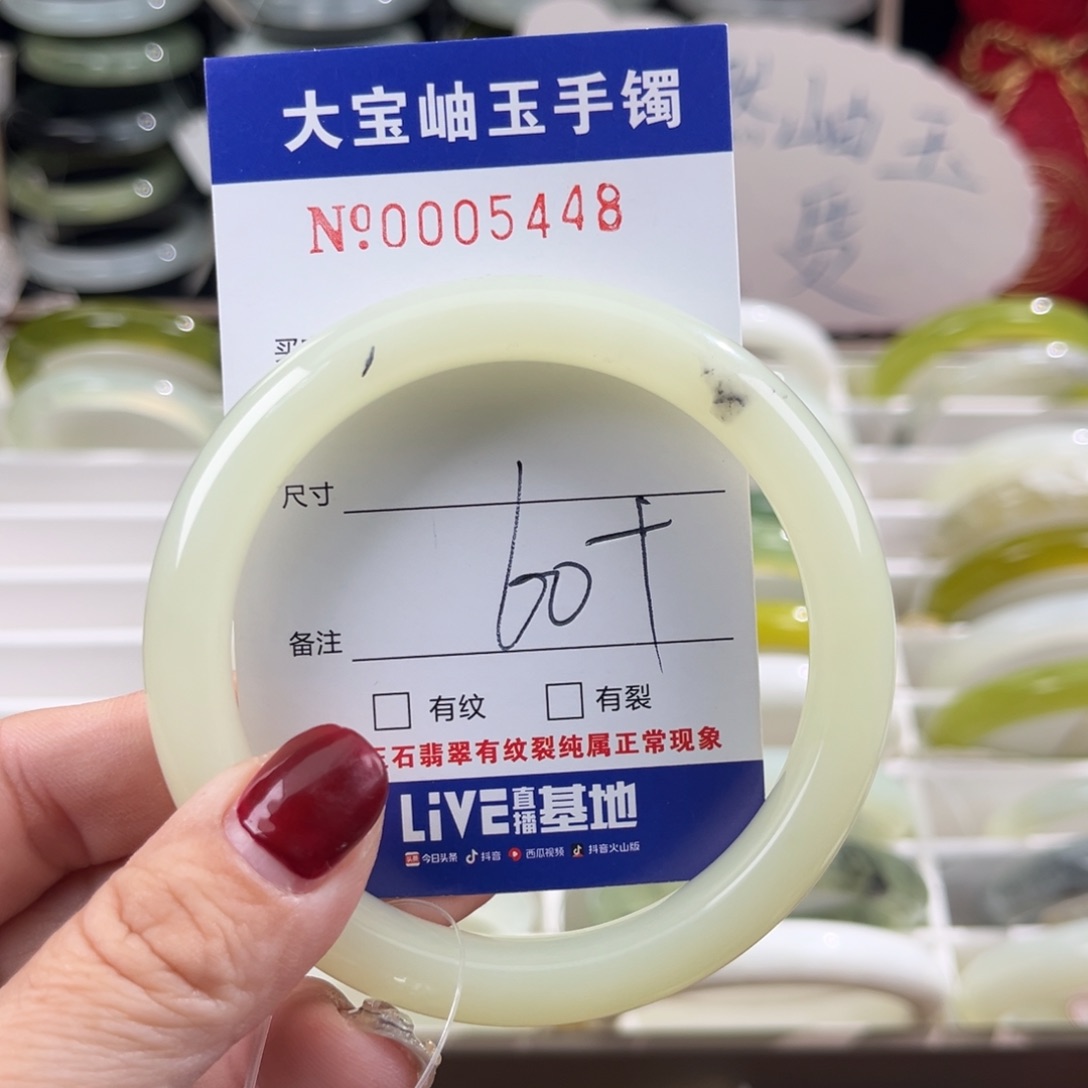 大宝岫玉手镯
Nº0005448
岫玉
尺寸
60+
备注
有纹 有裂
石翡翠有纹裂纯属正常现象
LiVE直播基地
今日头条 抖音 西瓜视频 抖音火山版